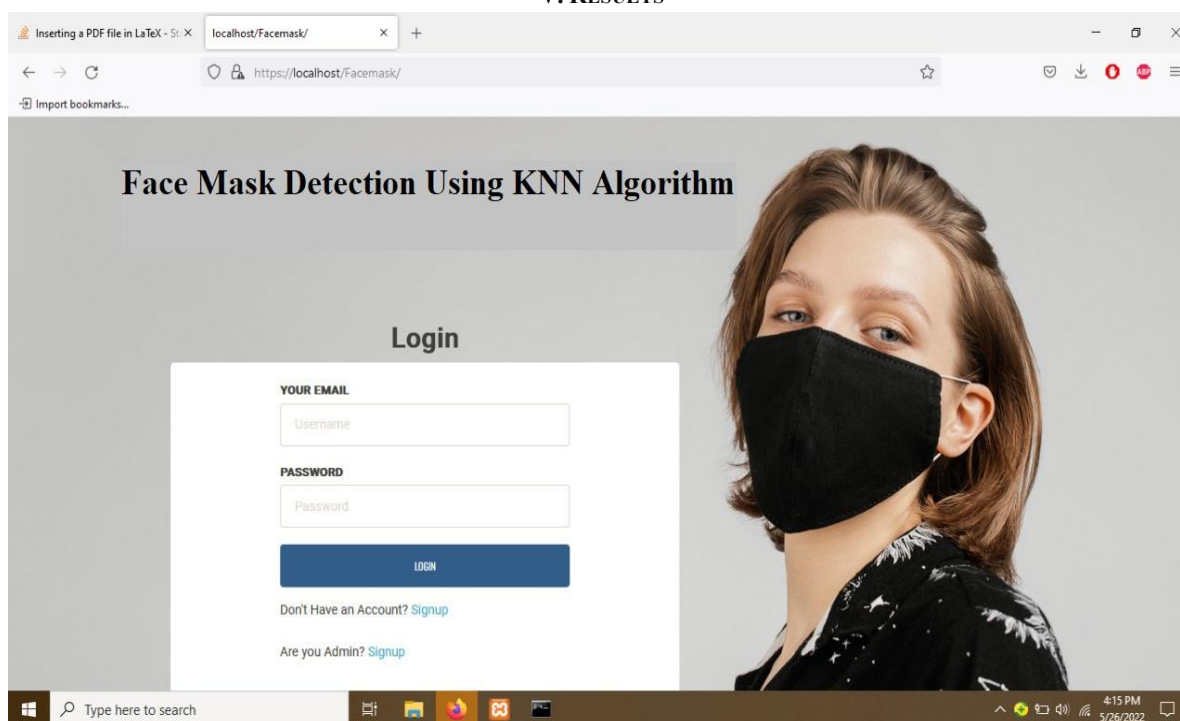 V. RESULTS
Inserting a PDF file in LaTeX - St
localhost/Facemask/
https://localhost/Facemask/
ABP
Import bookmarks...
Face Mask Detection Using KNN Algorithm
Login
YOUR EMAIL
Username
PASSWORD
Password
LOGIN
Don't Have an Account? Signup
Are you Admin? Signup
Type here to search
4:15 PM
5/26/2022